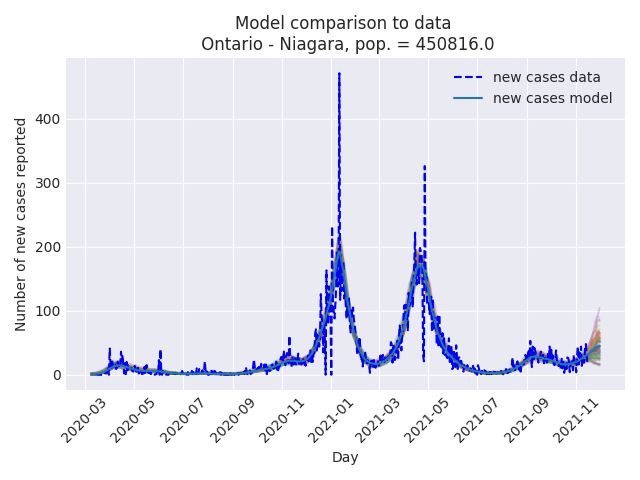 Model comparison to data
Ontario - Niagara, pop. = 450816.0
new cases data
new cases model
Number of new cases reported
400
300
200
100
0
2020-03
2020-05
2020-07
2020-09
2020-11
2021-01
2021-03
2021-05
2021-07
2021-09
2021-11
Day